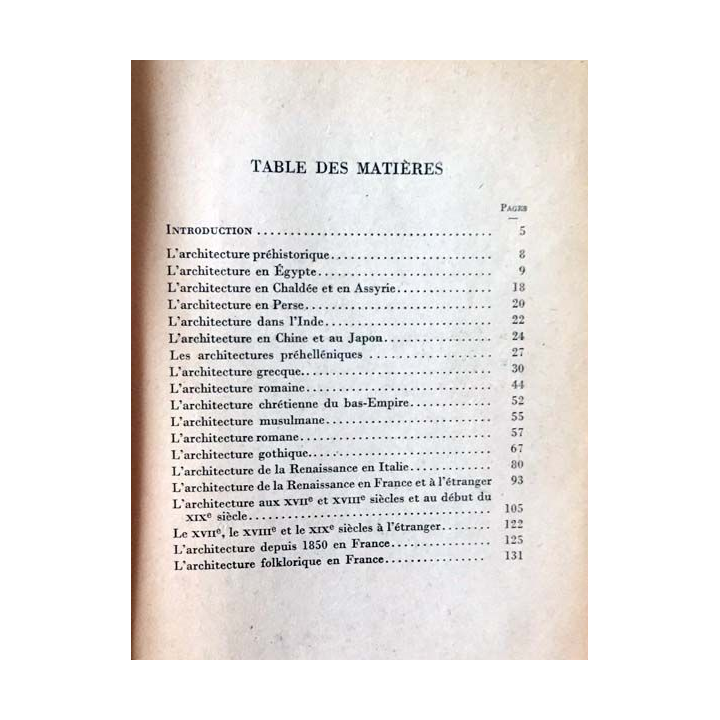 TABLE DES MATIÈRES
PAGES
INTRODUCTION ........................................ 5
L'architecture préhistorique............................ 8
L'architecture en Égypte.............................. 9
L'architecture en Chaldée et en Assyrie................ 18
L'architecture en Perse................................ 20
L'architecture dans l'Inde............................. 22
L'architecture en Chine et au Japon................... 24
Les architectures préhelléniques ...................... 27
L'architecture grecque................................. 30
L'architecture romaine................................ 44
L'architecture chrétienne du bas-Empire.............. 52
L'architecture musulmane............................ 55
L'architecture romane................................. 57
L'architecture gothique............................... 67
L'architecture de la Renaissance en Italie.............. 80
L'architecture de la Renaissance en France et à l'étranger 93
L'architecture aux XVIIe et XVIIIe siècles et au début du
XIXe siècle........................................ 105
Le XVIIe, le XVIIIe et le XIXe siècles à l'étranger........ 122
L'architecture depuis 1850 en France.................. 125
L'architecture folklorique en France................. 131